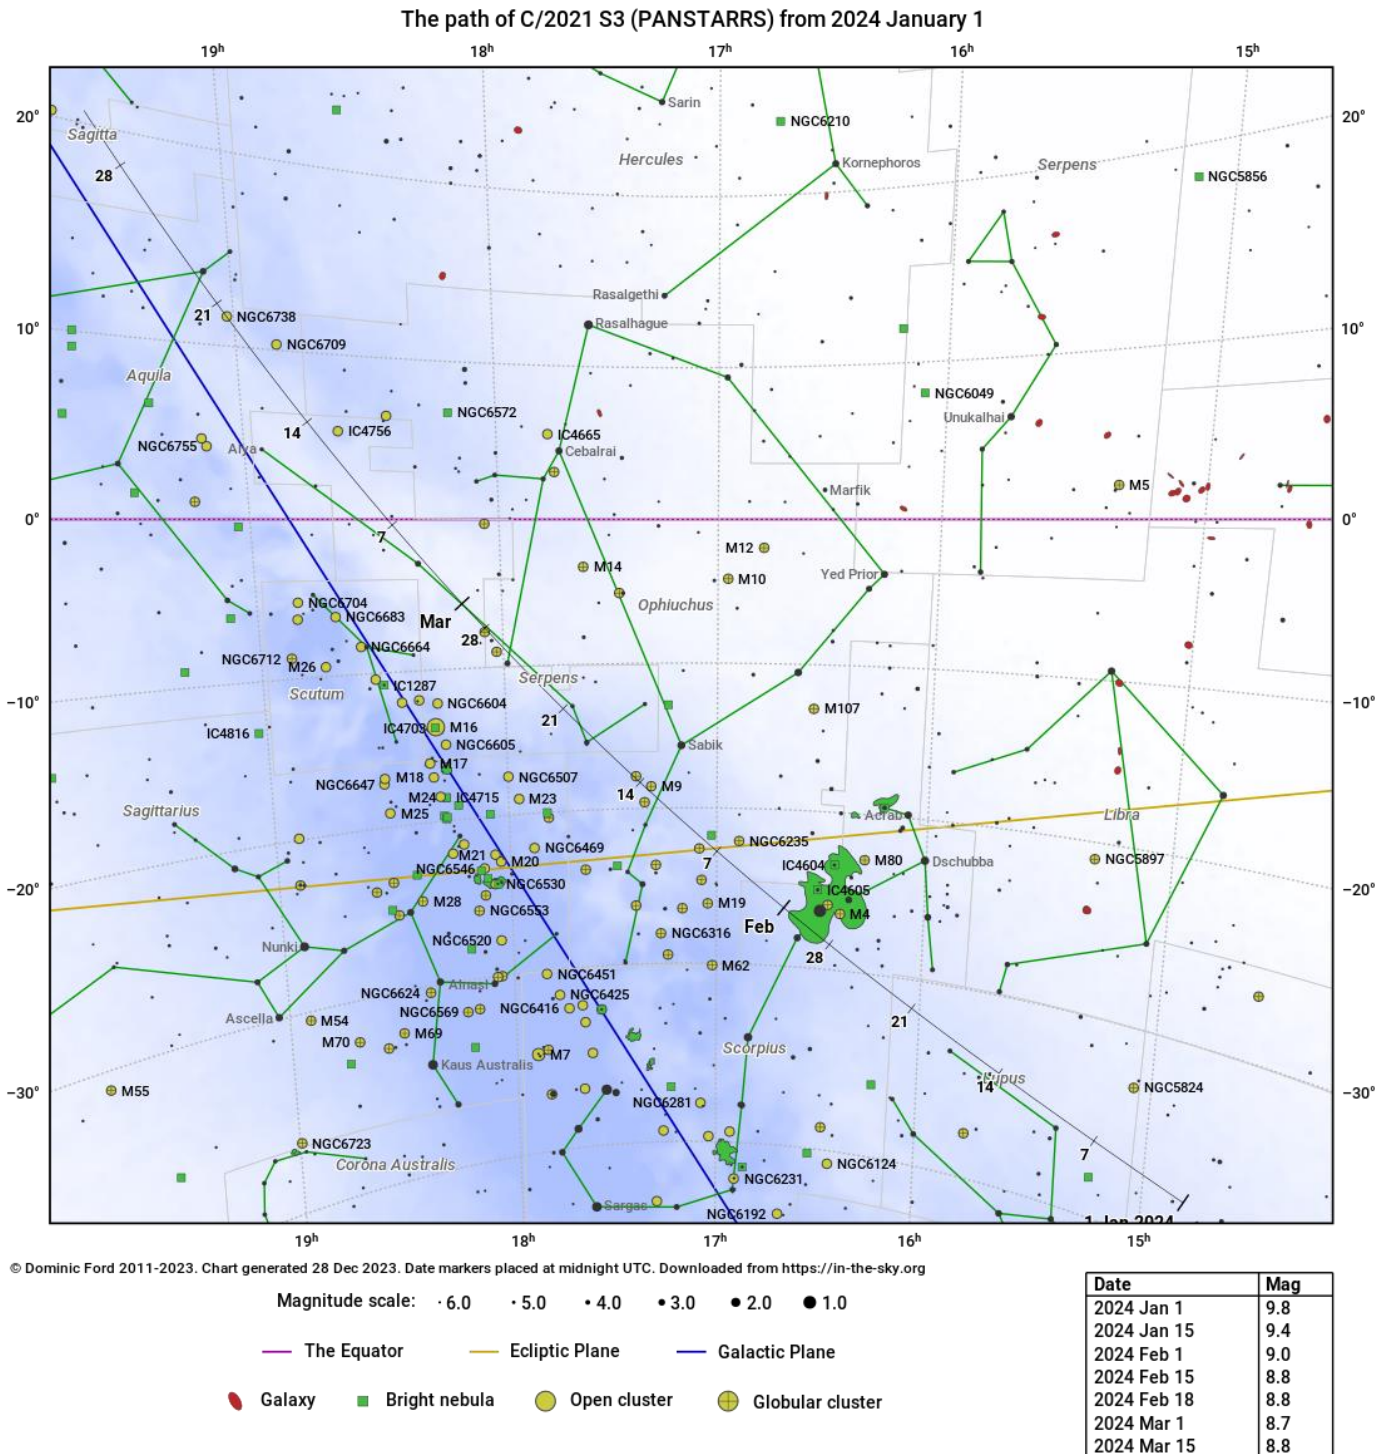 The path of C/2021 S3 (PANSTARRS) from 2024 January 1
19h 18h 17h 16h 15h
Sarin
20° 20°
NGC6210
Sagitta
Hercules
Kornephoros
Serpens
28
NGC5856
Rasalgethi
21
NGC6738
Rasalhague
10° 10°
NGC6709
Aquila
NGC6049
NGC6572
Unukalhai
14
IC4756
IC4665
NGC6755
Alya
Cebalrai
M5
Marfik
0° 0°
7
M12
M14
M10
Yed Prior
NGC6704
Ophiuchus
NGC6683
Mar
28
NGC6664
NGC6712
M26
Serpens
IC1287
Scutum
−10° −10°
NGC6604
M107
21
IC4703
M16
IC4816
NGC6605
Sabik
M17
M18
NGC6507
NGC6647
M9
14
M24
IC4715
M23
Sagittarius
M25
Acrab
Libra
NGC6235
NGC6469
M21
M20
7
IC4604
M80
Dschubba
NGC5897
NGC6546
NGC6530
−20° −20°
IC4605
M28
M19
NGC6553
M4
Feb
NGC6316
NGC6520
Nunki
28
M62
NGC6451
Alnasl
NGC6624
NGC6425
NGC6569
NGC6416
Ascella
M54
21
M69
M70
Scorpius
M7
Kaus Australis
Lupus
14
−30° −30°
M55
NGC5824
NGC6281
NGC6723
7
Corona Australis
NGC6124
NGC6231
Sargas
NGC6192
1 Jan 2024
19h 18h 17h 16h 15h
© Dominic Ford 2011-2023. Chart generated 28 Dec 2023. Date markers placed at midnight UTC. Downloaded from https://in-the-sky.org
Magnitude scale: 6.0 5.0 4.0 3.0 2.0 1.0
The Equator Ecliptic Plane Galactic Plane
Galaxy Bright nebula Open cluster Globular cluster
Date Mag
2024 Jan 1 9.8
2024 Jan 15 9.4
2024 Feb 1 9.0
2024 Feb 15 8.8
2024 Feb 18 8.8
2024 Mar 1 8.7
2024 Mar 15 8.8